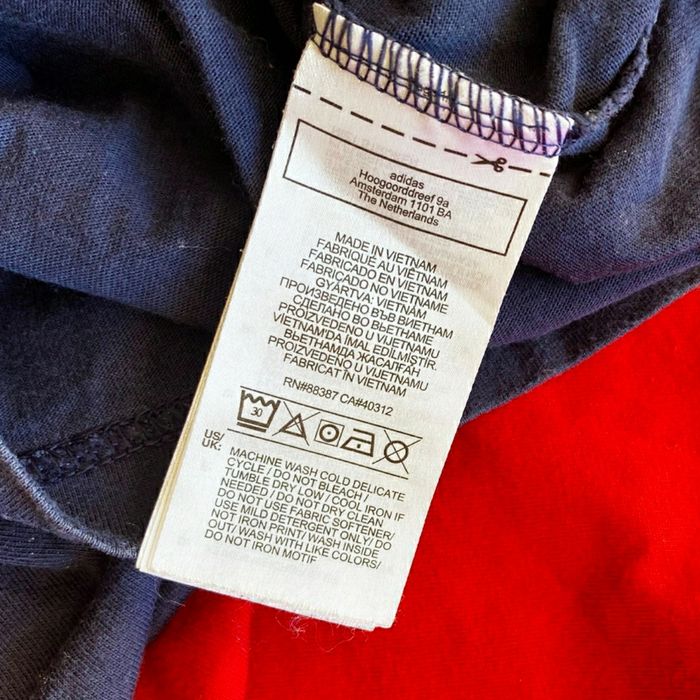 adidas
Hoogoorddreef 9a
Amsterdam 1101 BA
The Netherlands
MADE IN VIETNAM
FABRIQUÉ AU VIÊTNAM
FABRICADO EN VIETNAM
FABRICADO NO VIETNAME
GYÁRTVA: VIETNÁM
ПРОИЗВЕДЕНО ВЪВ ВИЕТНАМ
СДЕЛАНО ВО ВЬЕТНАМЕ
PROIZVEDENO U VIJETNAMU
VIETNAM'DA İMAL EDİLMİŞTİR.
ВЬЕТНАМДА ЖАСАЛҒАН
PROIZVEDENO U VIJETNAMU
FABRICAT ÎN VIETNAM
RN#88387 CA#40312
30
US/
UK:
MACHINE WASH COLD DELICATE
CYCLE / DO NOT BLEACH /
TUMBLE DRY LOW / COOL IRON IF
NEEDED / DO NOT DRY CLEAN
DO NOT USE FABRIC SOFTENER/
USE MILD DETERGENT ONLY/ DO
NOT IRON PRINT/ WASH INSIDE
OUT/ WASH WITH LIKE COLORS/
DO NOT IRON MOTIF